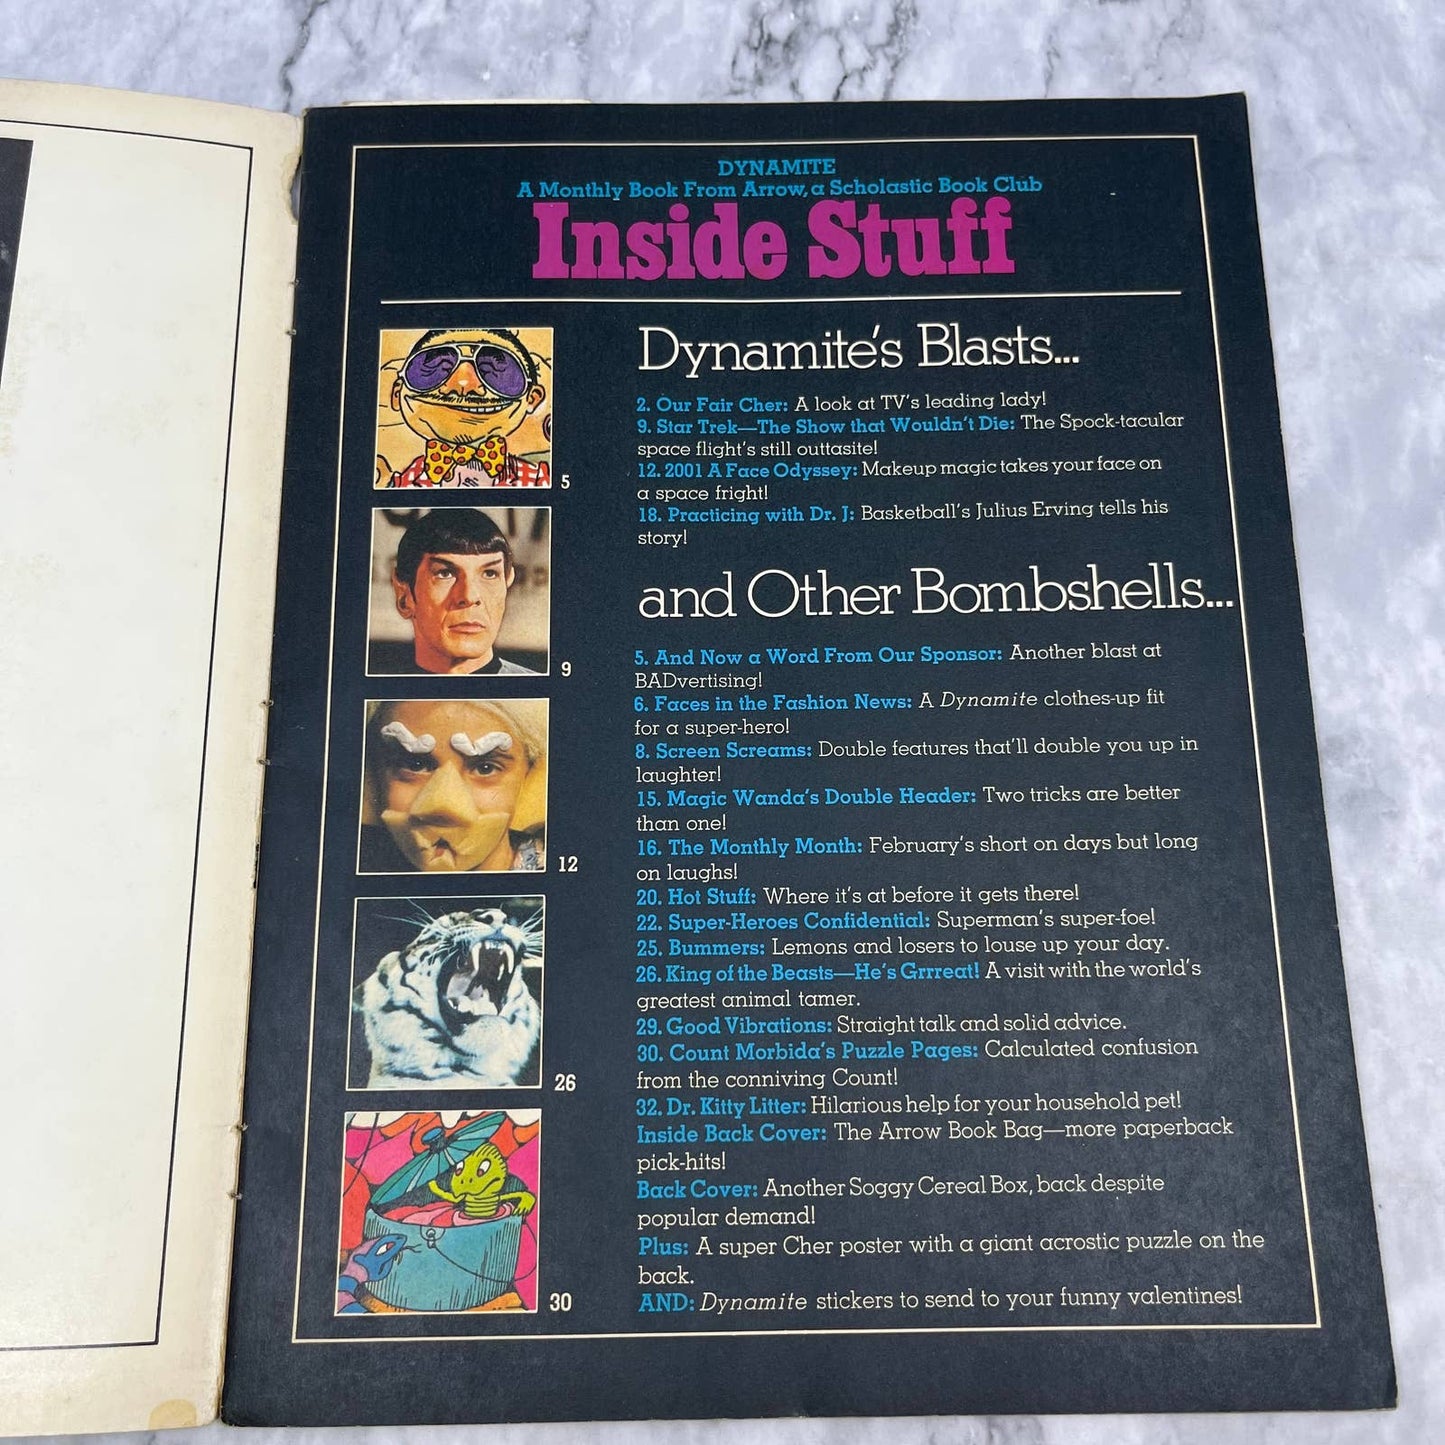 DYNAMITE
A Monthly Book From Arrow, a Scholastic Book Club
Inside Stuff
Dynamite's Blasts...
2. Our Fair Cher: A look at TV's leading lady!
9. Star Trek—The Show that Wouldn't Die: The Spock-tacular
space flight's still outtasite!
12. 2001 A Face Odyssey: Makeup magic takes your face on
a space fright!
18. Practicing with Dr. J: Basketball's Julius Erving tells his
story!
and Other Bombshells...
5. And Now a Word From Our Sponsor: Another blast at
BADvertising!
6. Faces in the Fashion News: A Dynamite clothes-up fit
for a super-hero!
8. Screen Screams: Double features that'll double you up in
laughter!
15. Magic Wanda's Double Header: Two tricks are better
than one!
16. The Monthly Month: February's short on days but long
on laughs!
20. Hot Stuff: Where it's at before it gets there!
22. Super-Heroes Confidential: Superman's super-foe!
25. Bummers: Lemons and losers to louse up your day.
26. King of the Beasts—He's Grrreat! A visit with the world's
greatest animal tamer.
29. Good Vibrations: Straight talk and solid advice.
30. Count Morbida's Puzzle Pages: Calculated confusion
from the conniving Count!
32. Dr. Kitty Litter: Hilarious help for your household pet!
Inside Back Cover: The Arrow Book Bag—more paperback
pick-hits!
Back Cover: Another Soggy Cereal Box, back despite
popular demand!
Plus: A super Cher poster with a giant acrostic puzzle on the
back.
AND: Dynamite stickers to send to your funny valentines!
5
9
12
26
30